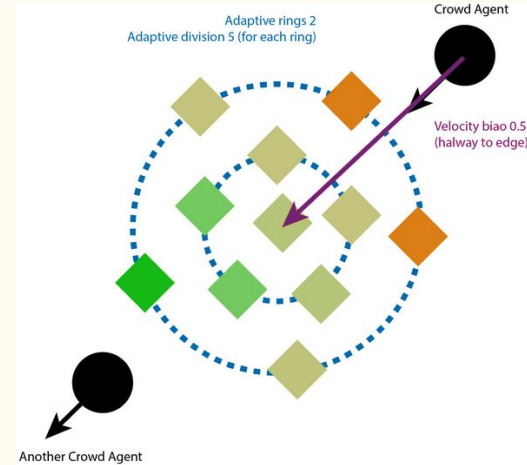 Adaptive rings 2
Adaptive division 5 (for each ring)
Crowd Agent
Velocity biao 0.5
(halway to edge)
Another Crowd Agent